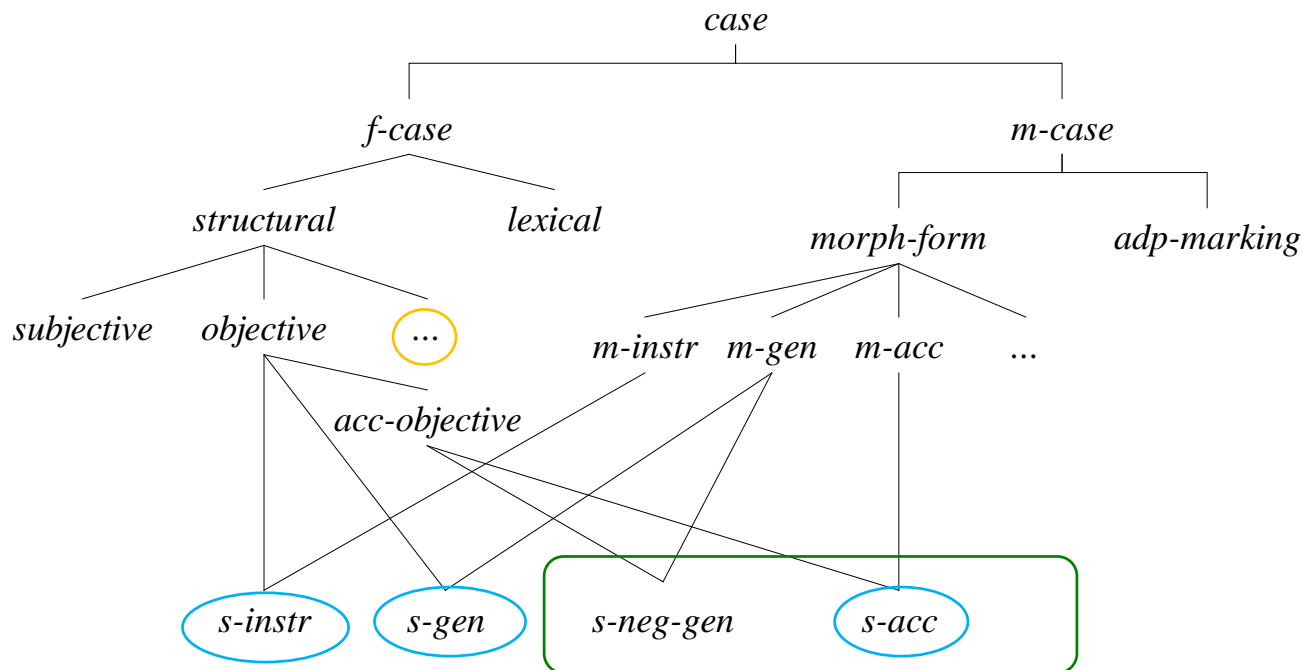 case
f-case m-case
structural lexical morph-form adp-marking
subjective objective ... m-instr m-gen m-acc ...
acc-objective
s-instr s-gen s-neg-gen s-acc